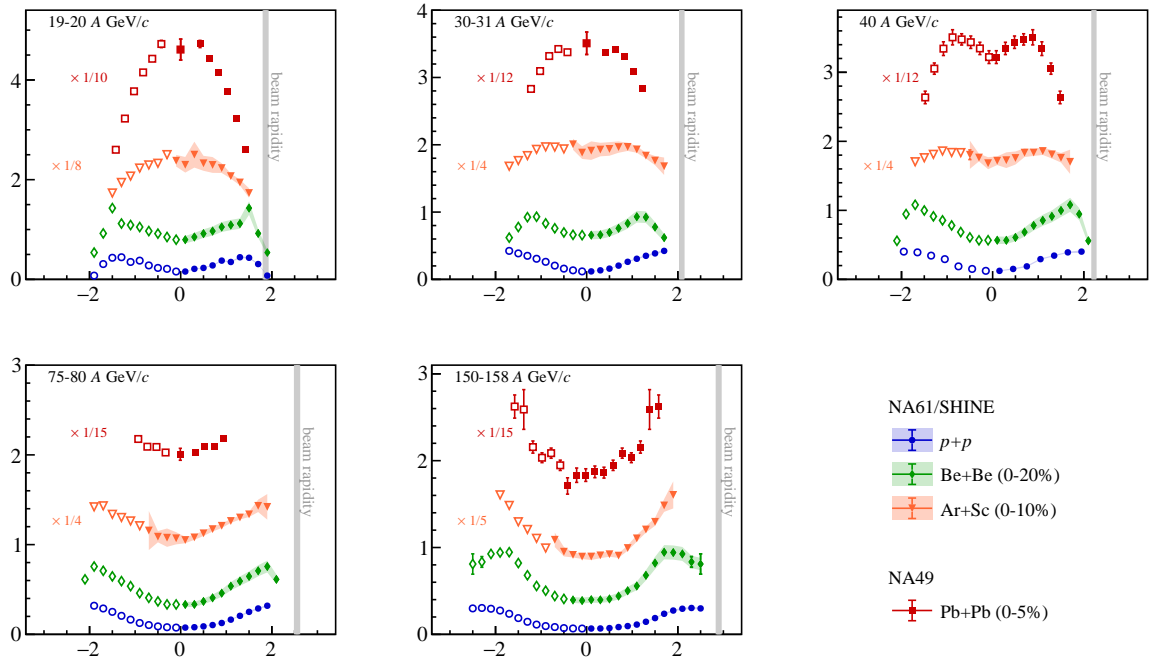 19-20 A GeV/c
4
2
0
× 1/10
× 1/8
beam rapidity
−2
0
2
30-31 A GeV/c
4
3
2
1
0
× 1/12
× 1/4
beam rapidity
−2
0
2
40 A GeV/c
3
2
1
0
× 1/12
× 1/4
beam rapidity
−2
0
2
75-80 A GeV/c
3
2
1
0
× 1/15
× 1/4
beam rapidity
−2
0
2
150-158 A GeV/c
3
2
1
0
× 1/15
× 1/5
beam rapidity
−2
0
2
NA61/SHINE
p+p
Be+Be (0-20%)
Ar+Sc (0-10%)
NA49
Pb+Pb (0-5%)